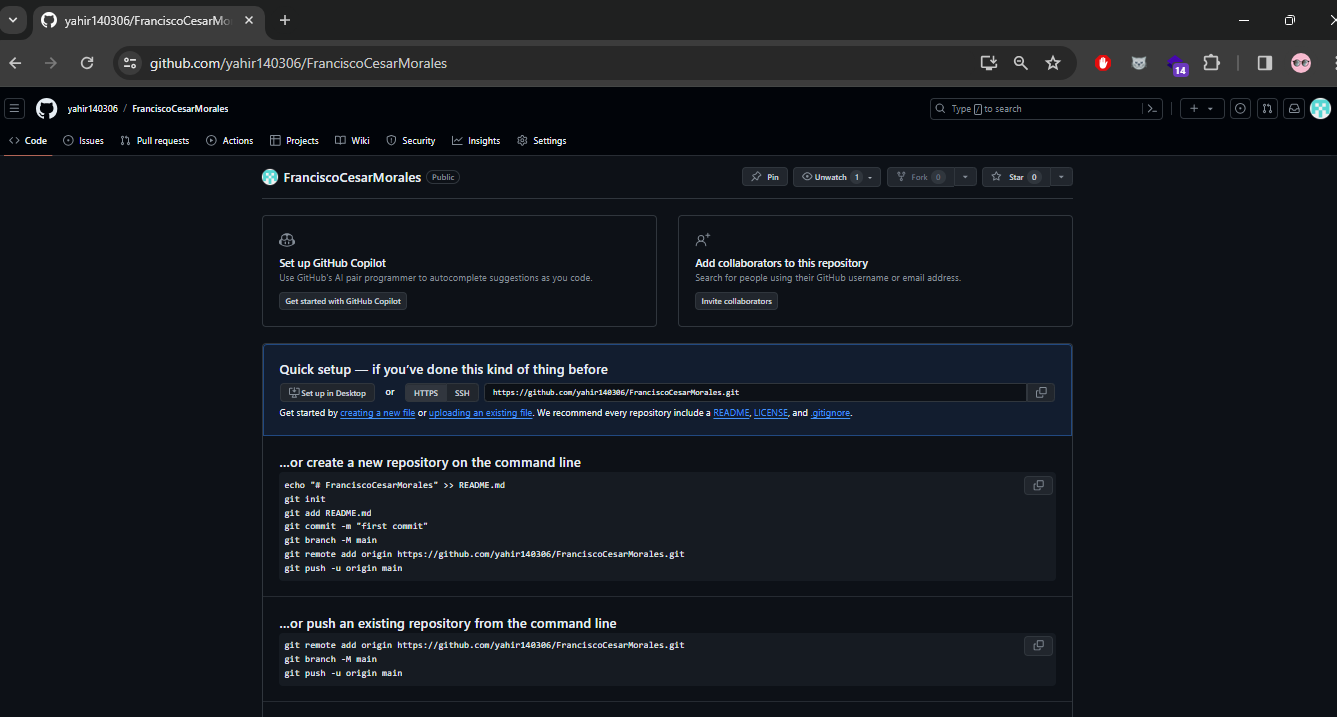 yahir140306/FranciscoCesarMo
github.com/yahir140306/FranciscoCesarMorales
14
yahir140306 / FranciscoCesarMorales
Type / to search
Code Issues Pull requests Actions Projects Wiki Security Insights Settings
FranciscoCesarMorales Public
Pin Unwatch 1 Fork 0 Star 0
Set up GitHub Copilot
Use GitHub's AI pair programmer to autocomplete suggestions as you code.
Get started with GitHub Copilot
Add collaborators to this repository
Search for people using their GitHub username or email address.
Invite collaborators
Quick setup — if you’ve done this kind of thing before
Set up in Desktop or HTTPS SSH https://github.com/yahir140306/FranciscoCesarMorales.git
Get started by creating a new file or uploading an existing file. We recommend every repository include a README, LICENSE, and .gitignore.
...or create a new repository on the command line
echo "# FranciscoCesarMorales" >> README.md
git init
git add README.md
git commit -m "first commit"
git branch -M main
git remote add origin https://github.com/yahir140306/FranciscoCesarMorales.git
git push -u origin main
...or push an existing repository from the command line
git remote add origin https://github.com/yahir140306/FranciscoCesarMorales.git
git branch -M main
git push -u origin main